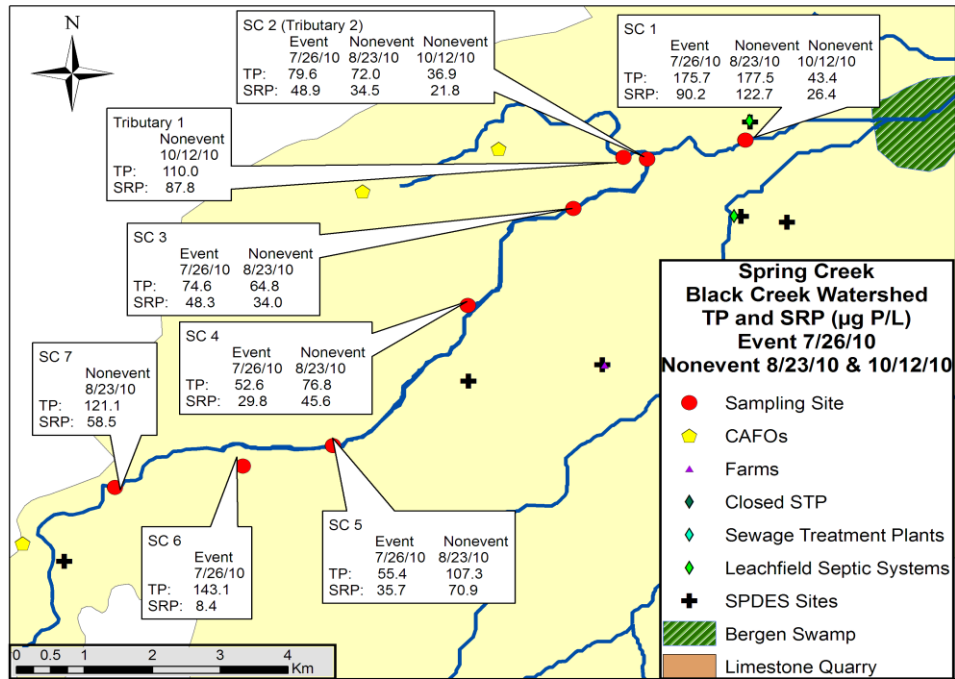 N
SC 2 (Tributary 2)
Event Nonevent Nonevent
7/26/10 8/23/10 10/12/10
TP: 79.6 72.0 36.9
SRP: 48.9 34.5 21.8
SC 1
Event Nonevent Nonevent
7/26/10 8/23/10 10/12/10
TP: 175.7 177.5 43.4
SRP: 90.2 122.7 26.4
Tributary 1
Nonevent
10/12/10
TP: 110.0
SRP: 87.8
SC 3
Event Nonevent
7/26/10 8/23/10
TP: 74.6 64.8
SRP: 48.3 34.0
SC 4
Event Nonevent
7/26/10 8/23/10
TP: 52.6 76.8
SRP: 29.8 45.6
SC 7
Nonevent
8/23/10
TP: 121.1
SRP: 58.5
SC 6
Event
7/26/10
TP: 143.1
SRP: 8.4
SC 5
Event Nonevent
7/26/10 8/23/10
TP: 55.4 107.3
SRP: 35.7 70.9
Spring Creek
Black Creek Watershed
TP and SRP (µg P/L)
Event 7/26/10
Nonevent 8/23/10 & 10/12/10
Sampling Site
CAFOs
Farms
Closed STP
Sewage Treatment Plants
Leachfield Septic Systems
SPDES Sites
Bergen Swamp
Limestone Quarry
0 0.5 1 2 3 4
Km